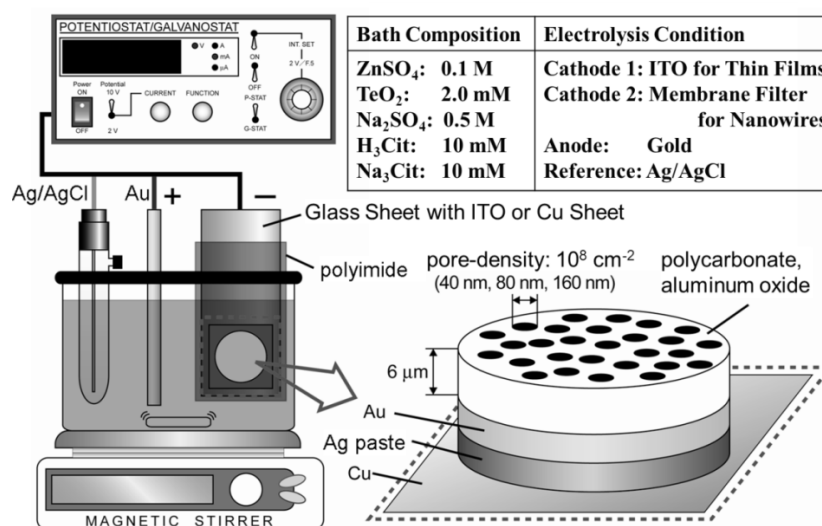 POTENTIOSTAT/GALVANOSTAT
V
A
mA
μA
INT. SET
2 V/F.S
ON
OFF
Power
ON
OFF
Potential
10 V
2 V
CURRENT
FUNCTION
P-STAT
G-STAT
Bath Composition
ZnSO4: 0.1 M
TeO2: 2.0 mM
Na2SO4: 0.5 M
H3Cit: 10 mM
Na3Cit: 10 mM
Electrolysis Condition
Cathode 1: ITO for Thin Films
Cathode 2: Membrane Filter
for Nanowires
Anode: Gold
Reference: Ag/AgCl
Ag/AgCl
Au
+
−
Glass Sheet with ITO or Cu Sheet
polyimide
pore-density: 10⁸ cm⁻²
(40 nm, 80 nm, 160 nm)
polycarbonate,
aluminum oxide
6 μm
Au
Ag paste
Cu
MAGNETIC STIRRER